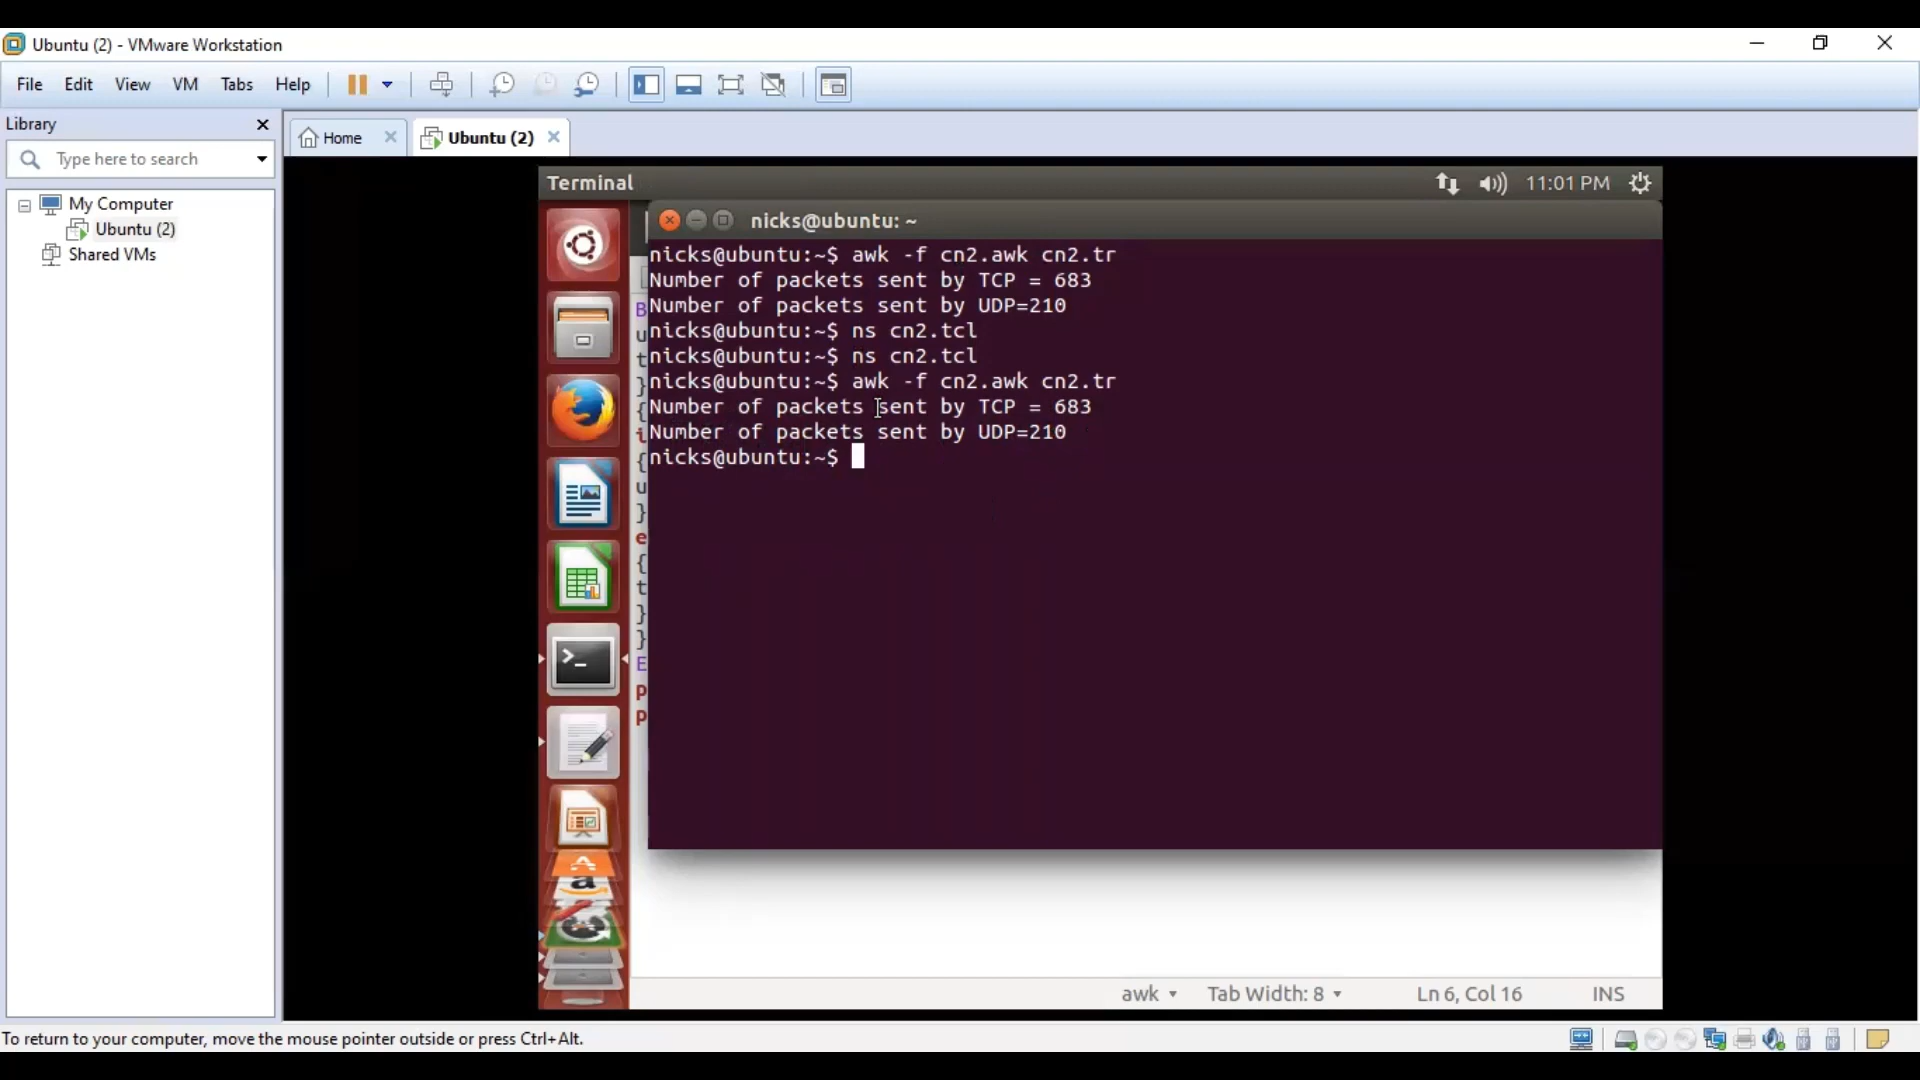 Ubuntu (2) - VMware Workstation
File Edit View VM Tabs Help
Library
Home
Ubuntu (2)
Type here to search
My Computer
Ubuntu (2)
Shared VMs
Terminal
11:01 PM
nicks@ubuntu: ~
nicks@ubuntu:~$ awk -f cn2.awk cn2.tr
Number of packets sent by TCP = 683
Number of packets sent by UDP=210
nicks@ubuntu:~$ ns cn2.tcl
nicks@ubuntu:~$ ns cn2.tcl
nicks@ubuntu:~$ awk -f cn2.awk cn2.tr
Number of packets sent by TCP = 683
Number of packets sent by UDP=210
nicks@ubuntu:~$
B
u
t
}
{
i
{
u
}
e
{
t
}
}
E
p
p
awk Tab Width: 8 Ln 6, Col 16 INS
To return to your computer, move the mouse pointer outside or press Ctrl+Alt.